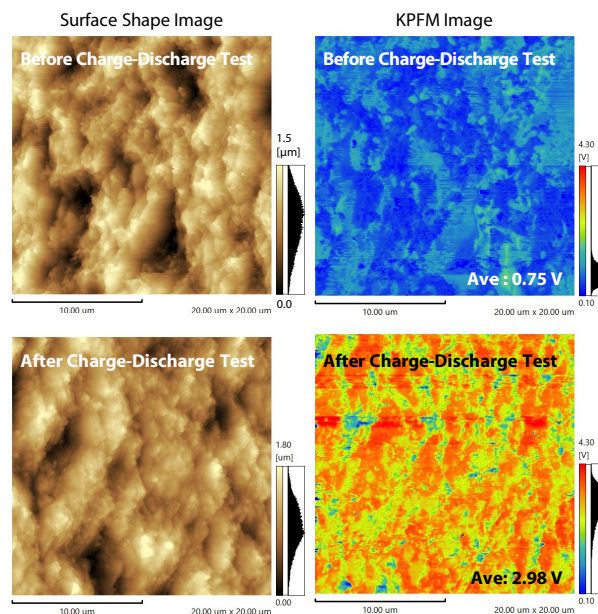 Surface Shape Image
KPFM Image
Before Charge-Discharge Test
Before Charge-Discharge Test
1.5
[µm]
0.0
4.30
[V]
0.10
Ave : 0.75 V
10.00 um
20.00 um x 20.00 um
10.00 um
20.00 um x 20.00 um
After Charge-Discharge Test
After Charge-Discharge Test
1.80
[um]
0.00
4.30
[V]
0.10
Ave: 2.98 V
10.00 um
20.00 um x 20.00 um
10.00 um
20.00 um x 20.00 um